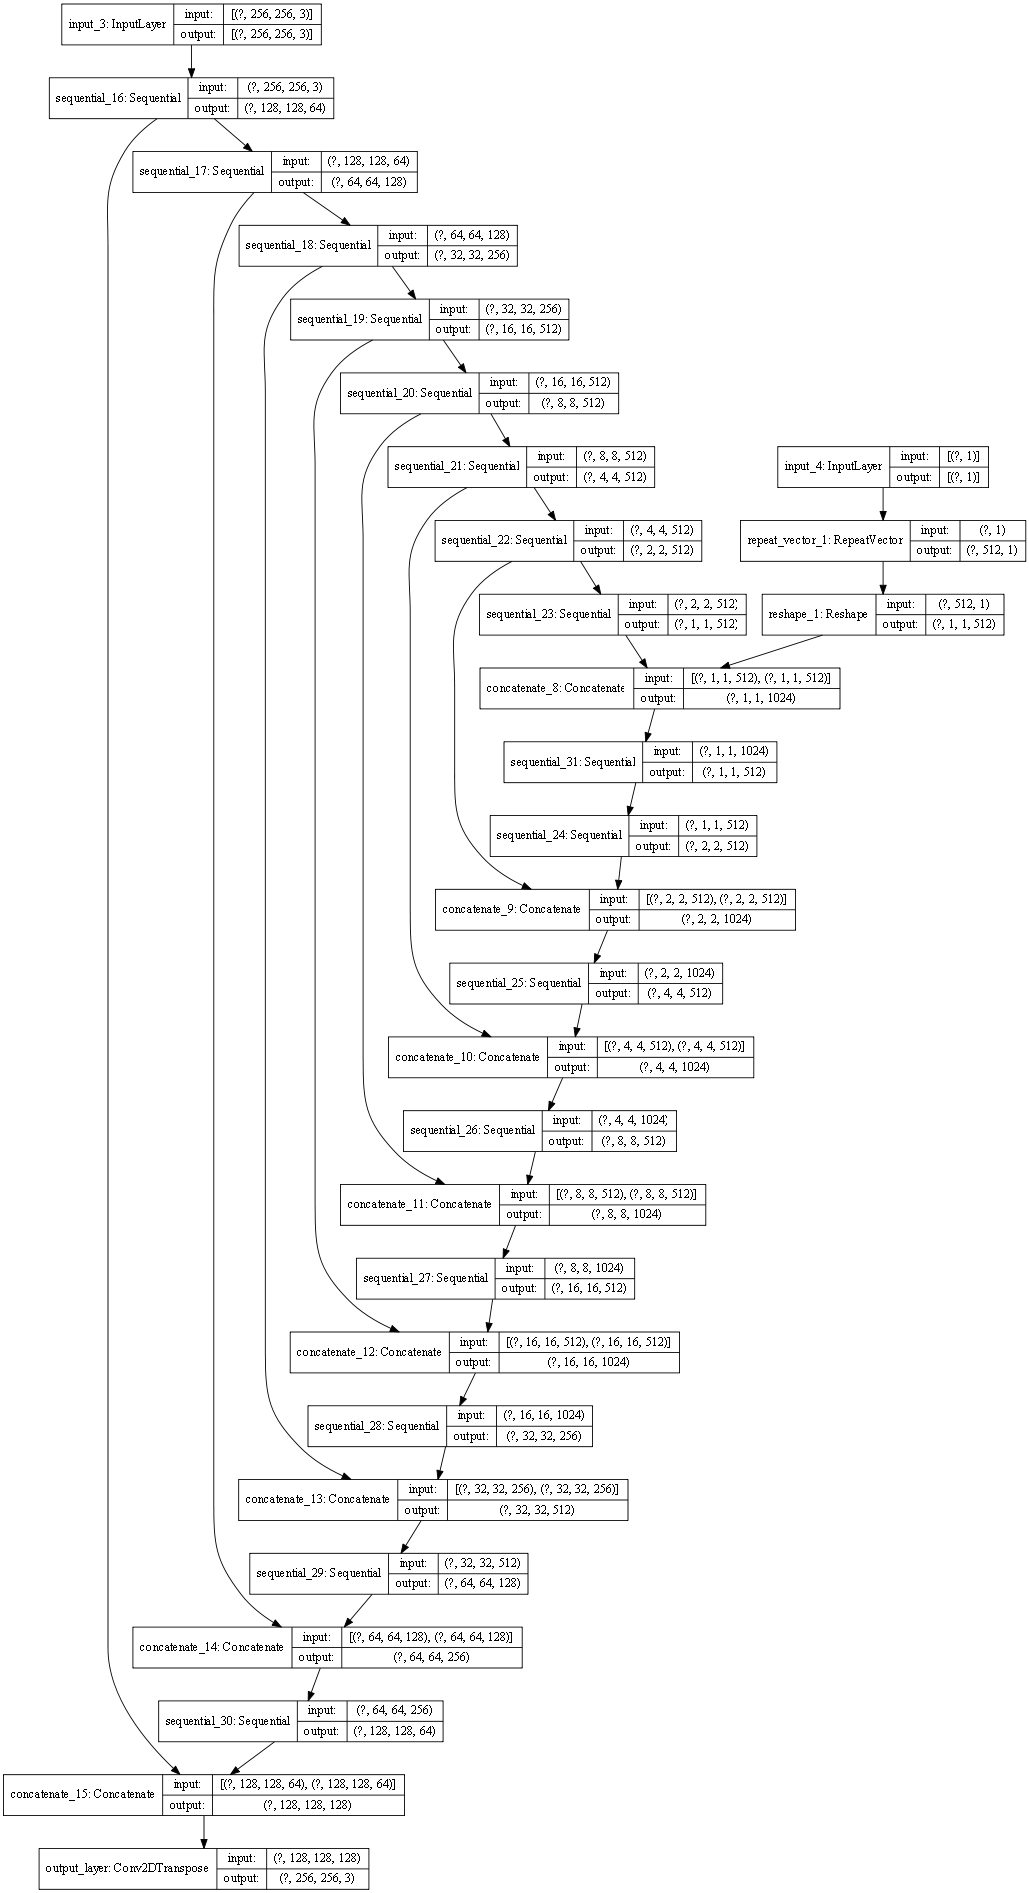 input_3: InputLayer
input:
[(?, 256, 256, 3)]
output:
[(?, 256, 256, 3)]
sequential_16: Sequential
input:
(?, 256, 256, 3)
output:
(?, 128, 128, 64)
sequential_17: Sequential
input:
(?, 128, 128, 64)
output:
(?, 64, 64, 128)
sequential_18: Sequential
input:
(?, 64, 64, 128)
output:
(?, 32, 32, 256)
sequential_19: Sequential
input:
(?, 32, 32, 256)
output:
(?, 16, 16, 512)
sequential_20: Sequential
input:
(?, 16, 16, 512)
output:
(?, 8, 8, 512)
sequential_21: Sequential
input:
(?, 8, 8, 512)
output:
(?, 4, 4, 512)
input_4: InputLayer
input:
[(?, 1)]
output:
[(?, 1)]
sequential_22: Sequential
input:
(?, 4, 4, 512)
output:
(?, 2, 2, 512)
repeat_vector_1: RepeatVector
input:
(?, 1)
output:
(?, 512, 1)
sequential_23: Sequential
input:
(?, 2, 2, 512)
output:
(?, 1, 1, 512)
reshape_1: Reshape
input:
(?, 512, 1)
output:
(?, 1, 1, 512)
concatenate_8: Concatenate
input:
[(?, 1, 1, 512), (?, 1, 1, 512)]
output:
(?, 1, 1, 1024)
sequential_31: Sequential
input:
(?, 1, 1, 1024)
output:
(?, 1, 1, 512)
sequential_24: Sequential
input:
(?, 1, 1, 512)
output:
(?, 2, 2, 512)
concatenate_9: Concatenate
input:
[(?, 2, 2, 512), (?, 2, 2, 512)]
output:
(?, 2, 2, 1024)
sequential_25: Sequential
input:
(?, 2, 2, 1024)
output:
(?, 4, 4, 512)
concatenate_10: Concatenate
input:
[(?, 4, 4, 512), (?, 4, 4, 512)]
output:
(?, 4, 4, 1024)
sequential_26: Sequential
input:
(?, 4, 4, 1024)
output:
(?, 8, 8, 512)
concatenate_11: Concatenate
input:
[(?, 8, 8, 512), (?, 8, 8, 512)]
output:
(?, 8, 8, 1024)
sequential_27: Sequential
input:
(?, 8, 8, 1024)
output:
(?, 16, 16, 512)
concatenate_12: Concatenate
input:
[(?, 16, 16, 512), (?, 16, 16, 512)]
output:
(?, 16, 16, 1024)
sequential_28: Sequential
input:
(?, 16, 16, 1024)
output:
(?, 32, 32, 256)
concatenate_13: Concatenate
input:
[(?, 32, 32, 256), (?, 32, 32, 256)]
output:
(?, 32, 32, 512)
sequential_29: Sequential
input:
(?, 32, 32, 512)
output:
(?, 64, 64, 128)
concatenate_14: Concatenate
input:
[(?, 64, 64, 128), (?, 64, 64, 128)]
output:
(?, 64, 64, 256)
sequential_30: Sequential
input:
(?, 64, 64, 256)
output:
(?, 128, 128, 64)
concatenate_15: Concatenate
input:
[(?, 128, 128, 64), (?, 128, 128, 64)]
output:
(?, 128, 128, 128)
output_layer: Conv2DTranspose
input:
(?, 128, 128, 128)
output:
(?, 256, 256, 3)